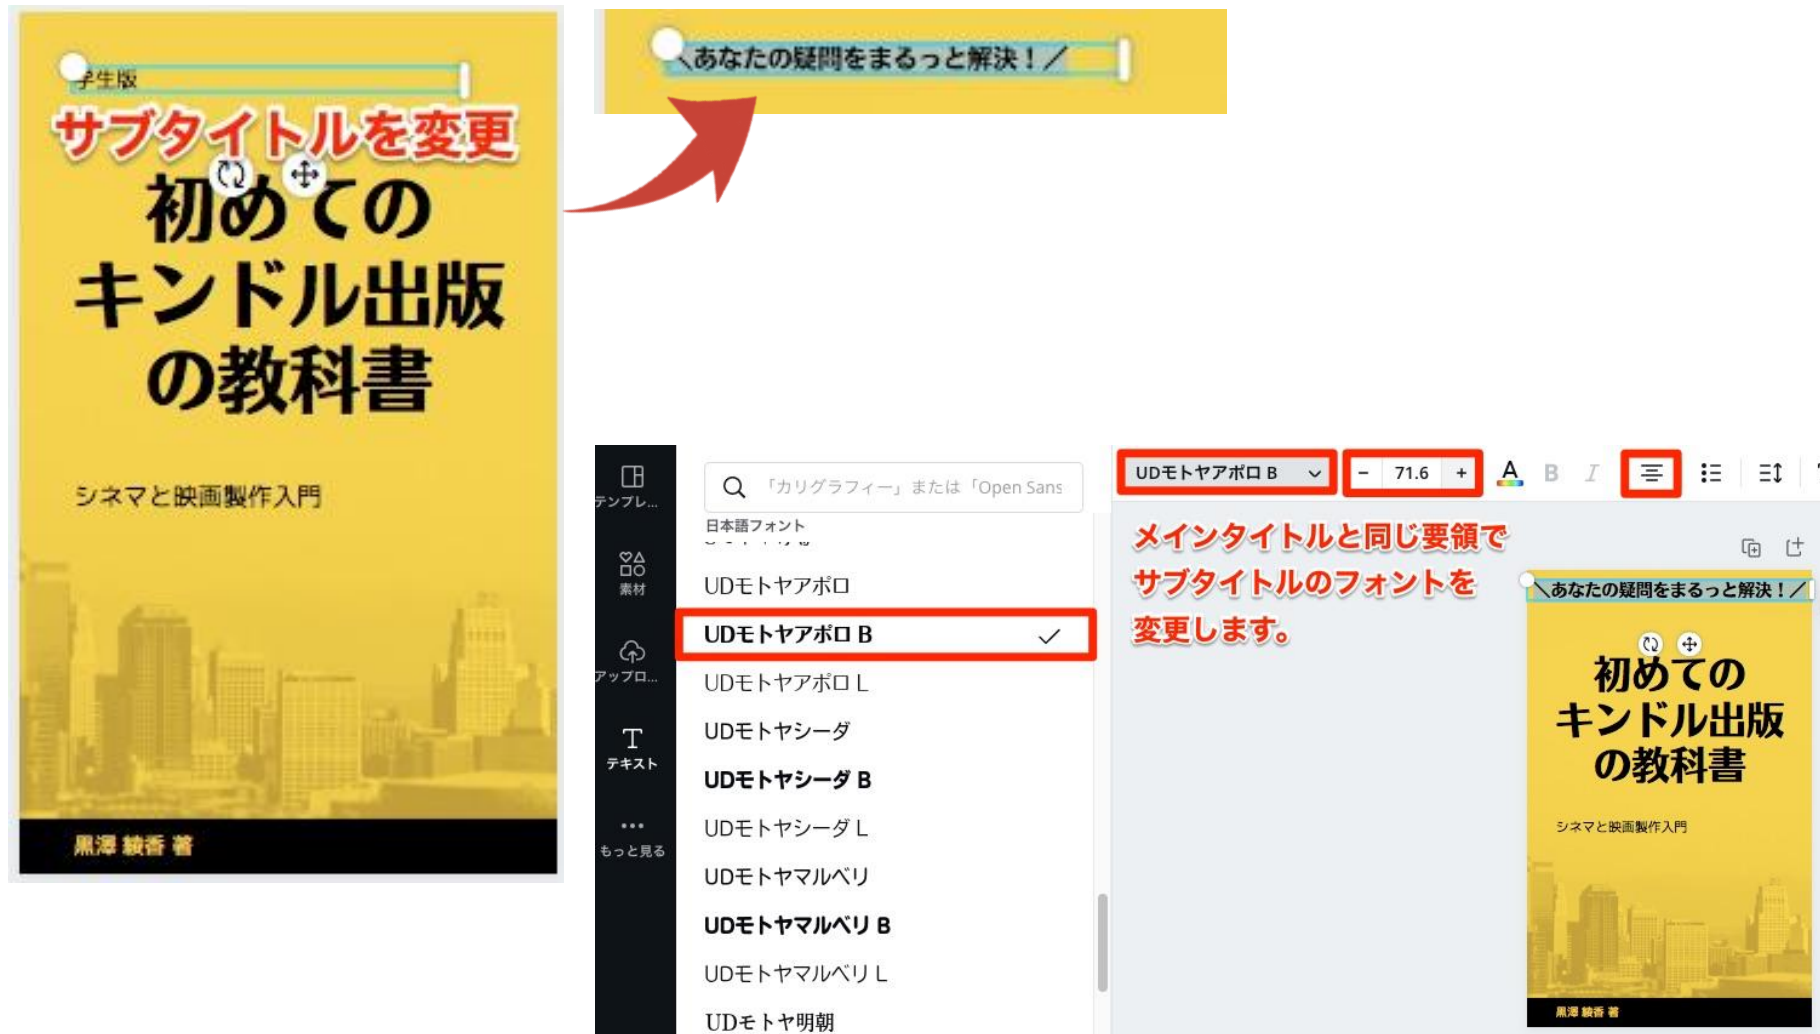 学生版
サブタイトルを変更
初めての
キンドル出版
の教科書
シネマと映画製作入門
黒澤 綾香 著
＼あなたの疑問をまるっと解決！／
テンプレ...
素材
アップロ...
テキスト
もっと見る
「カリグラフィー」または「Open Sans
日本語フォント
UDモトヤアポロ
UDモトヤアポロ B
UDモトヤアポロ L
UDモトヤシーダ
UDモトヤシーダ B
UDモトヤシーダ L
UDモトヤマルベリ
UDモトヤマルベリ B
UDモトヤマルベリ L
UDモトヤ明朝
UDモトヤアポロ B
– 71.6 +
A B I
メインタイトルと同じ要領で
サブタイトルのフォントを
変更します。
＼あなたの疑問をまるっと解決！／
初めての
キンドル出版
の教科書
シネマと映画製作入門
黒澤 綾香 著